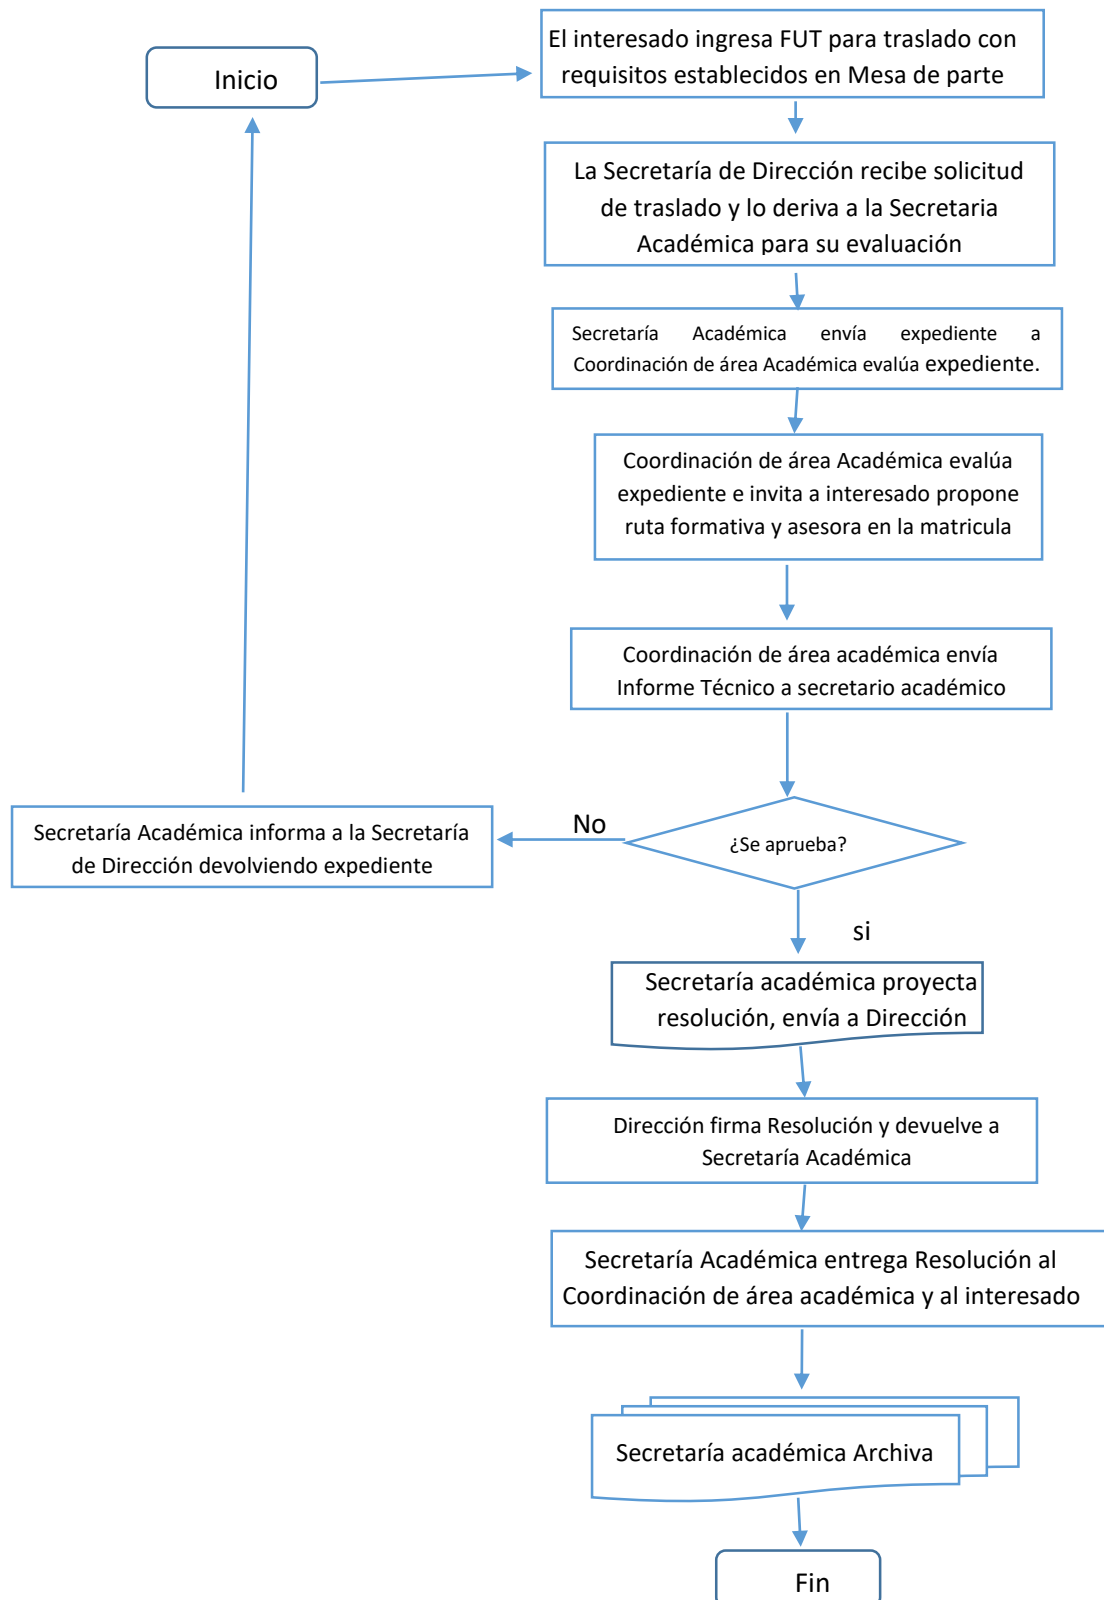 Inicio
El interesado ingresa FUT para traslado con
requisitos establecidos en Mesa de parte
La Secretaría de Dirección recibe solicitud
de traslado y lo deriva a la Secretaria
Académica para su evaluación
Secretaría Académica envía expediente a
Coordinación de área Académica evalúa expediente.
Coordinación de área Académica evalúa
expediente e invita a interesado propone
ruta formativa y asesora en la matricula
Coordinación de área académica envía
Informe Técnico a secretario académico
¿Se aprueba?
No
Secretaría Académica informa a la Secretaría
de Dirección devolviendo expediente
si
Secretaría académica proyecta
resolución, envía a Dirección
Dirección firma Resolución y devuelve a
Secretaría Académica
Secretaría Académica entrega Resolución al
Coordinación de área académica y al interesado
Secretaría académica Archiva
Fin